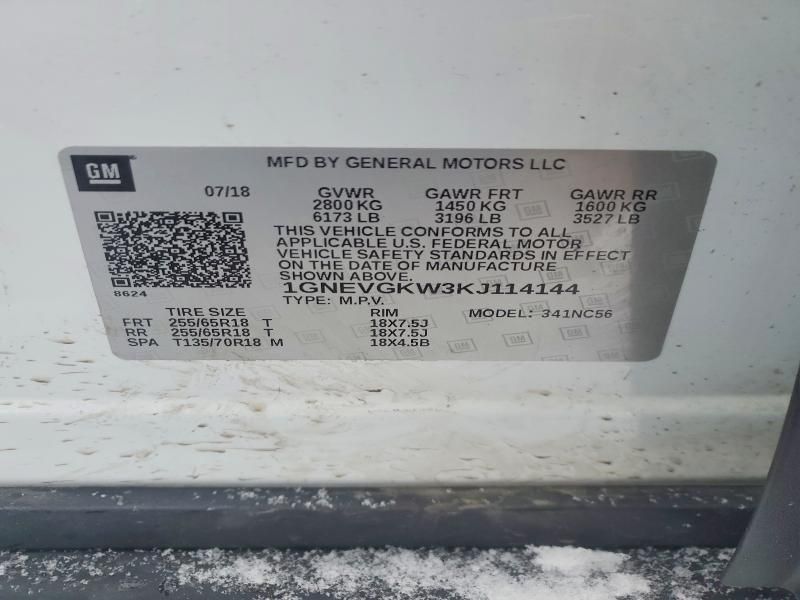 GM
MFD BY GENERAL MOTORS LLC
07/18 GVWR GAWR FRT GAWR RR
2800 KG 1450 KG 1600 KG
6173 LB 3196 LB 3527 LB
THIS VEHICLE CONFORMS TO ALL
APPLICABLE U.S. FEDERAL MOTOR
VEHICLE SAFETY STANDARDS IN EFFECT
ON THE DATE OF MANUFACTURE
SHOWN ABOVE.
8624
1GNEVGKW3KJ114144
TYPE: M.P.V. MODEL: 341NC56
TIRE SIZE RIM
FRT 255/65R18 T 18X7.5J
RR 255/65R18 T 18X7.5J
SPA T135/70R18 M 18X4.5B